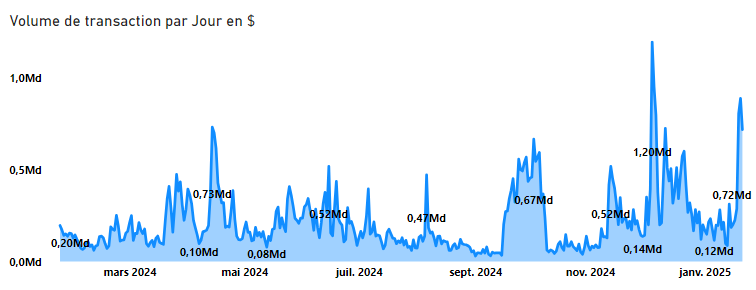 Volume de transaction par Jour en $
1,0Md
0,5Md
0,0Md
0,20Md
0,10Md
0,73Md
0,08Md
0,52Md
0,47Md
0,67Md
0,52Md
0,14Md
1,20Md
0,12Md
0,72Md
mars 2024
mai 2024
juil. 2024
sept. 2024
nov. 2024
janv. 2025